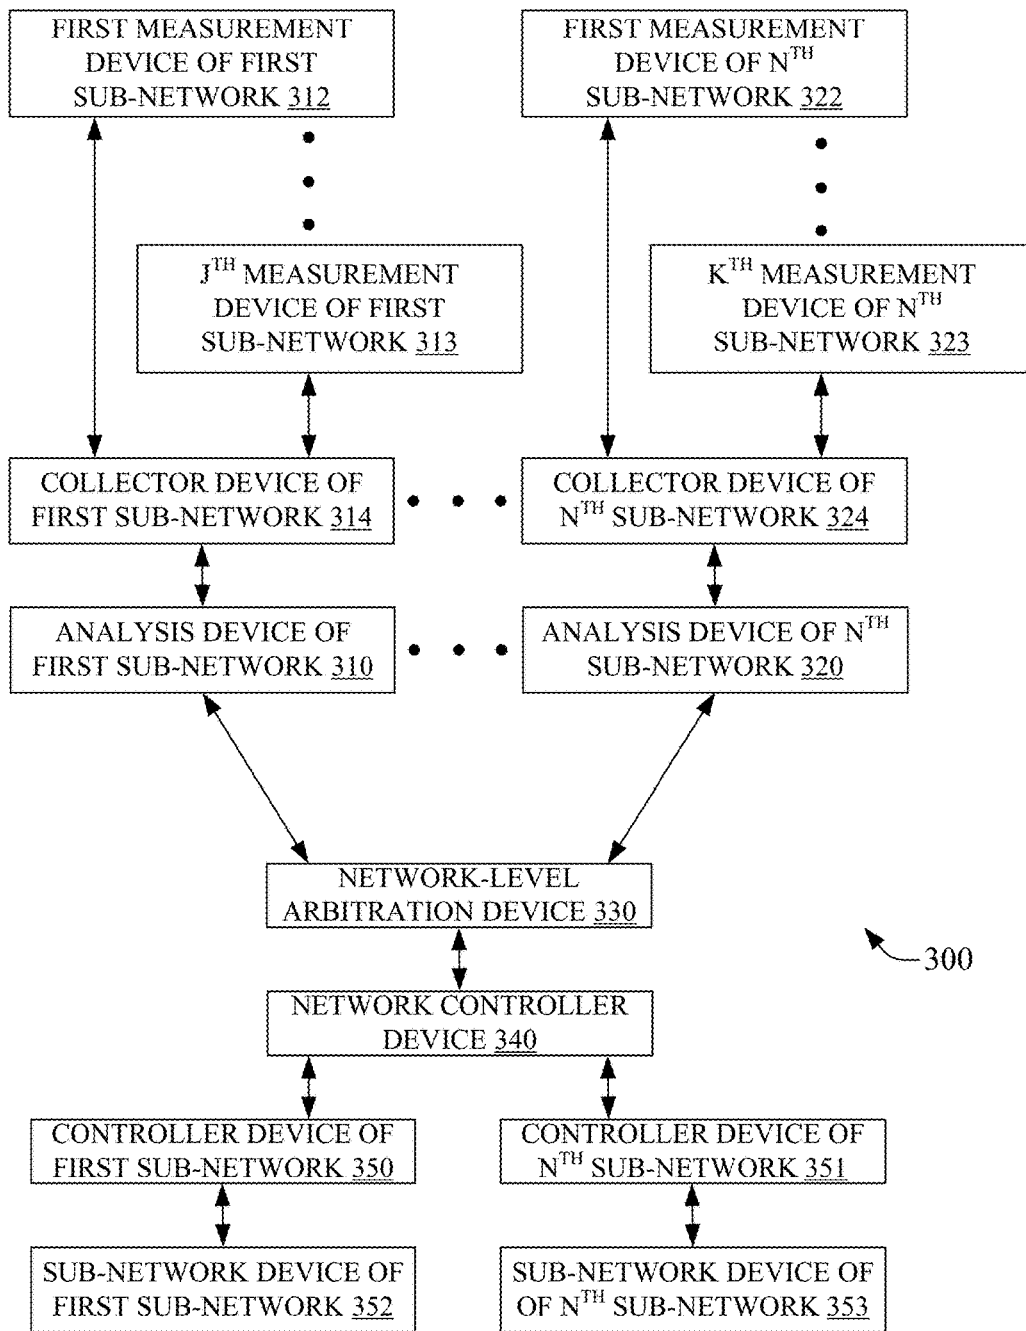 FIRST MEASUREMENT
DEVICE OF FIRST
SUB-NETWORK 312
FIRST MEASUREMENT
DEVICE OF NTH
SUB-NETWORK 322
JTH MEASUREMENT
DEVICE OF FIRST
SUB-NETWORK 313
KTH MEASUREMENT
DEVICE OF NTH
SUB-NETWORK 323
COLLECTOR DEVICE OF
FIRST SUB-NETWORK 314
COLLECTOR DEVICE OF
NTH SUB-NETWORK 324
ANALYSIS DEVICE OF
FIRST SUB-NETWORK 310
ANALYSIS DEVICE OF NTH
SUB-NETWORK 320
NETWORK-LEVEL
ARBITRATION DEVICE 330
300
NETWORK CONTROLLER
DEVICE 340
CONTROLLER DEVICE OF
FIRST SUB-NETWORK 350
CONTROLLER DEVICE OF
NTH SUB-NETWORK 351
SUB-NETWORK DEVICE OF
FIRST SUB-NETWORK 352
SUB-NETWORK DEVICE OF
OF NTH SUB-NETWORK 353